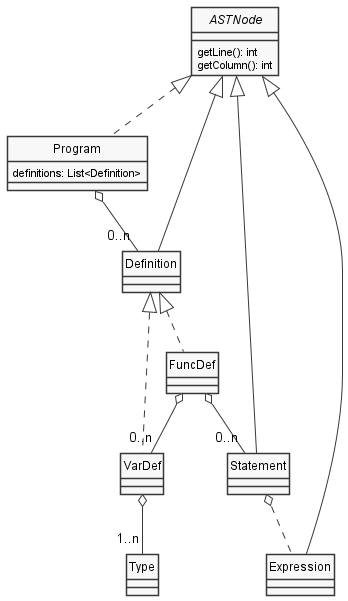 ASTNode
getLine(): int
getColumn(): int
Program
definitions: List<Definition>
0..n
Definition
FuncDef
0..n
0..n
VarDef
Statement
1..n
Type
Expression